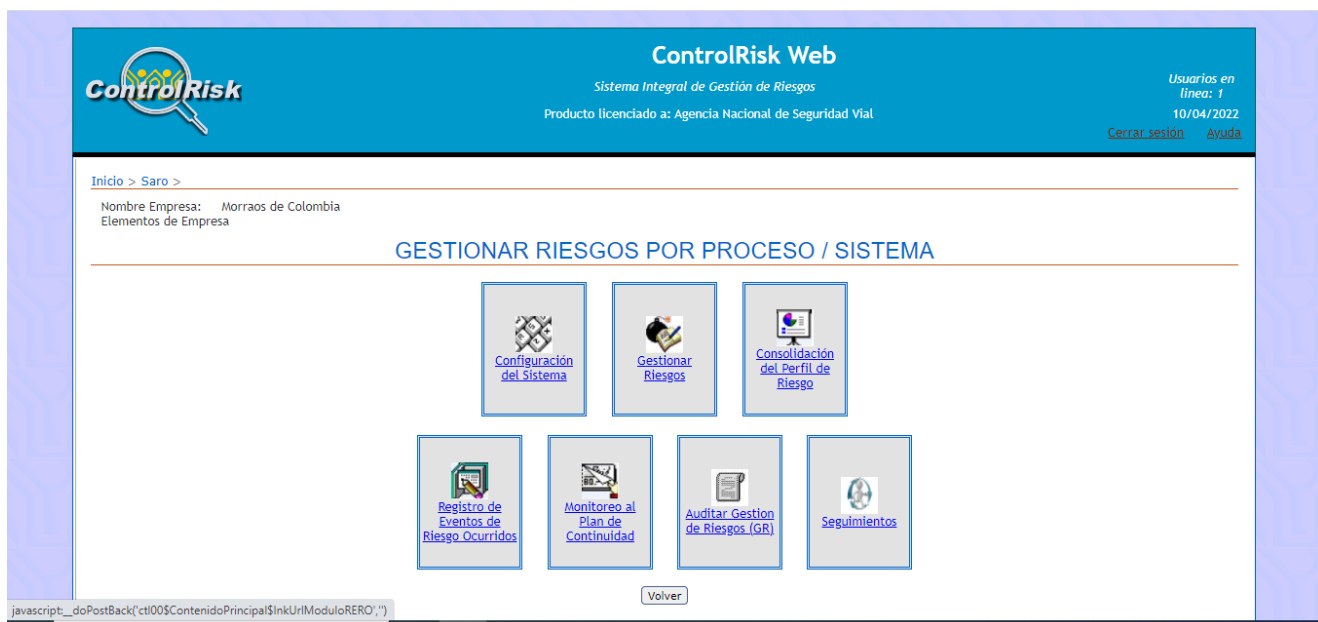 ControlRisk
ControlRisk Web
Sistema Integral de Gestión de Riesgos
Producto licenciado a: Agencia Nacional de Seguridad Vial
Usuarios en
línea: 1
10/04/2022
Cerrar sesión Ayuda
Inicio > Saro >
Nombre Empresa: Morraos de Colombia
Elementos de Empresa
GESTIONAR RIESGOS POR PROCESO / SISTEMA
Configuración
del Sistema
Gestionar
Riesgos
Consolidación
del Perfil de
Riesgo
Registro de
Eventos de
Riesgo Ocurridos
Monitoreo al
Plan de
Continuidad
Auditar Gestion
de Riesgos (GR)
Seguimientos
Volver
javascript:__doPostBack('ctl00$ContenidoPrincipal$lnkUrlModuloRERO','')